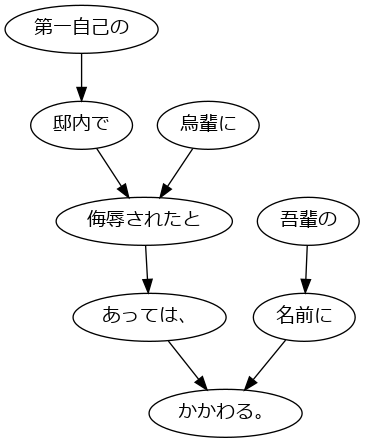 第一自己の
邸内で 烏輩に
侮辱されたと 吾輩の
あっては、 名前に
かかわる。